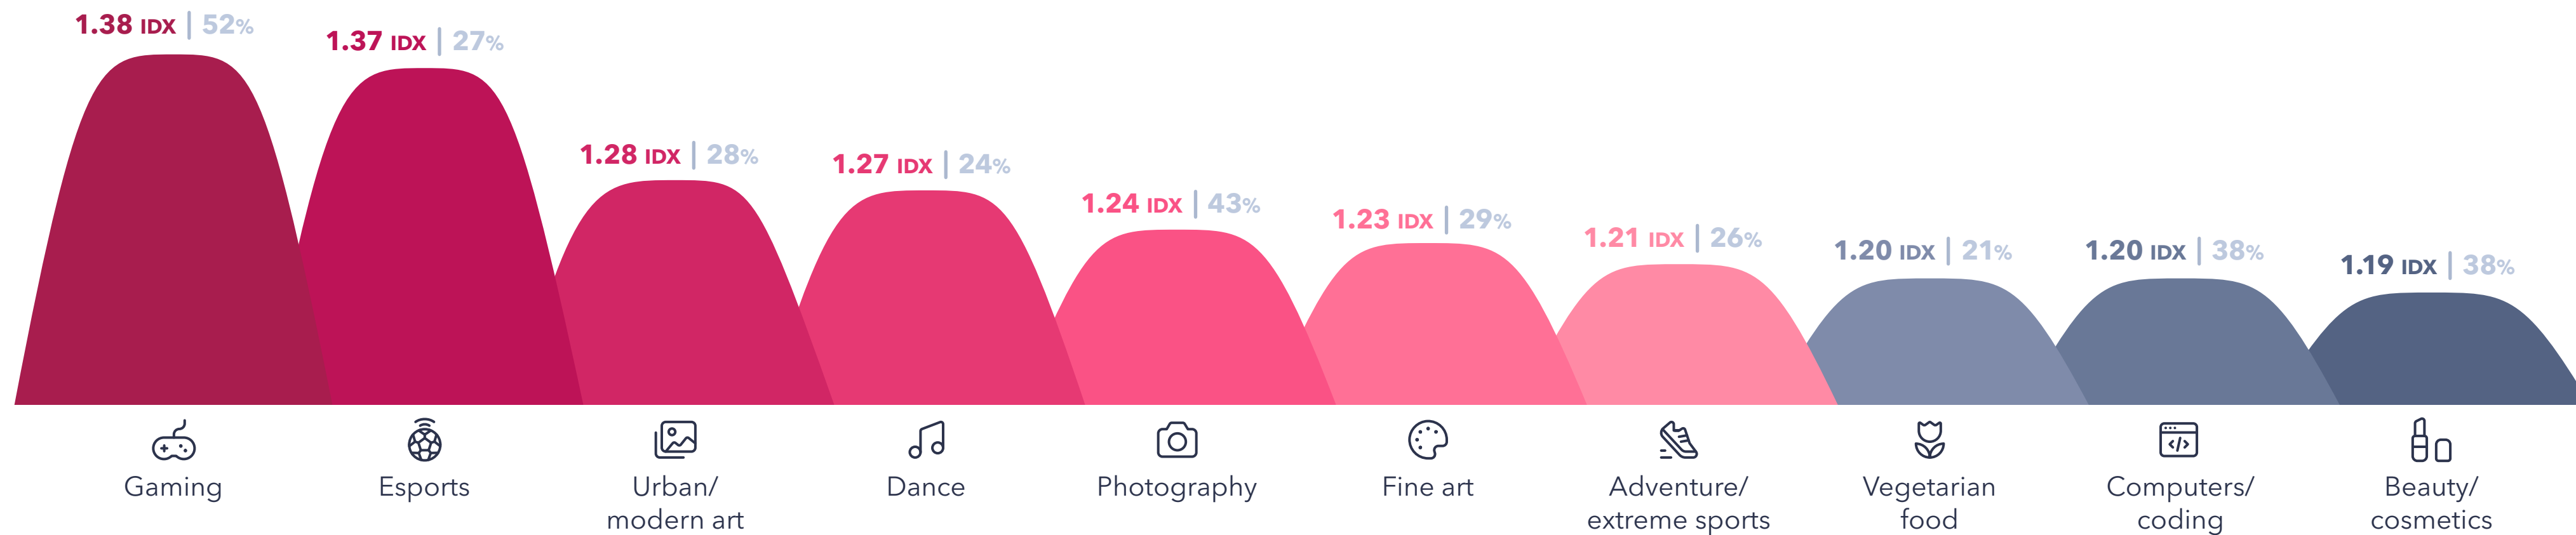 1.38 IDX | 52%
1.37 IDX | 27%
1.28 IDX | 28%
1.27 IDX | 24%
1.24 IDX | 43%
1.23 IDX | 29%
1.21 IDX | 26%
1.20 IDX | 21%
1.20 IDX | 38%
1.19 IDX | 38%
Gaming
Esports
Urban/
modern art
Dance
Photography
Fine art
Adventure/
extreme sports
Vegetarian
food
Computers/
coding
Beauty/
cosmetics